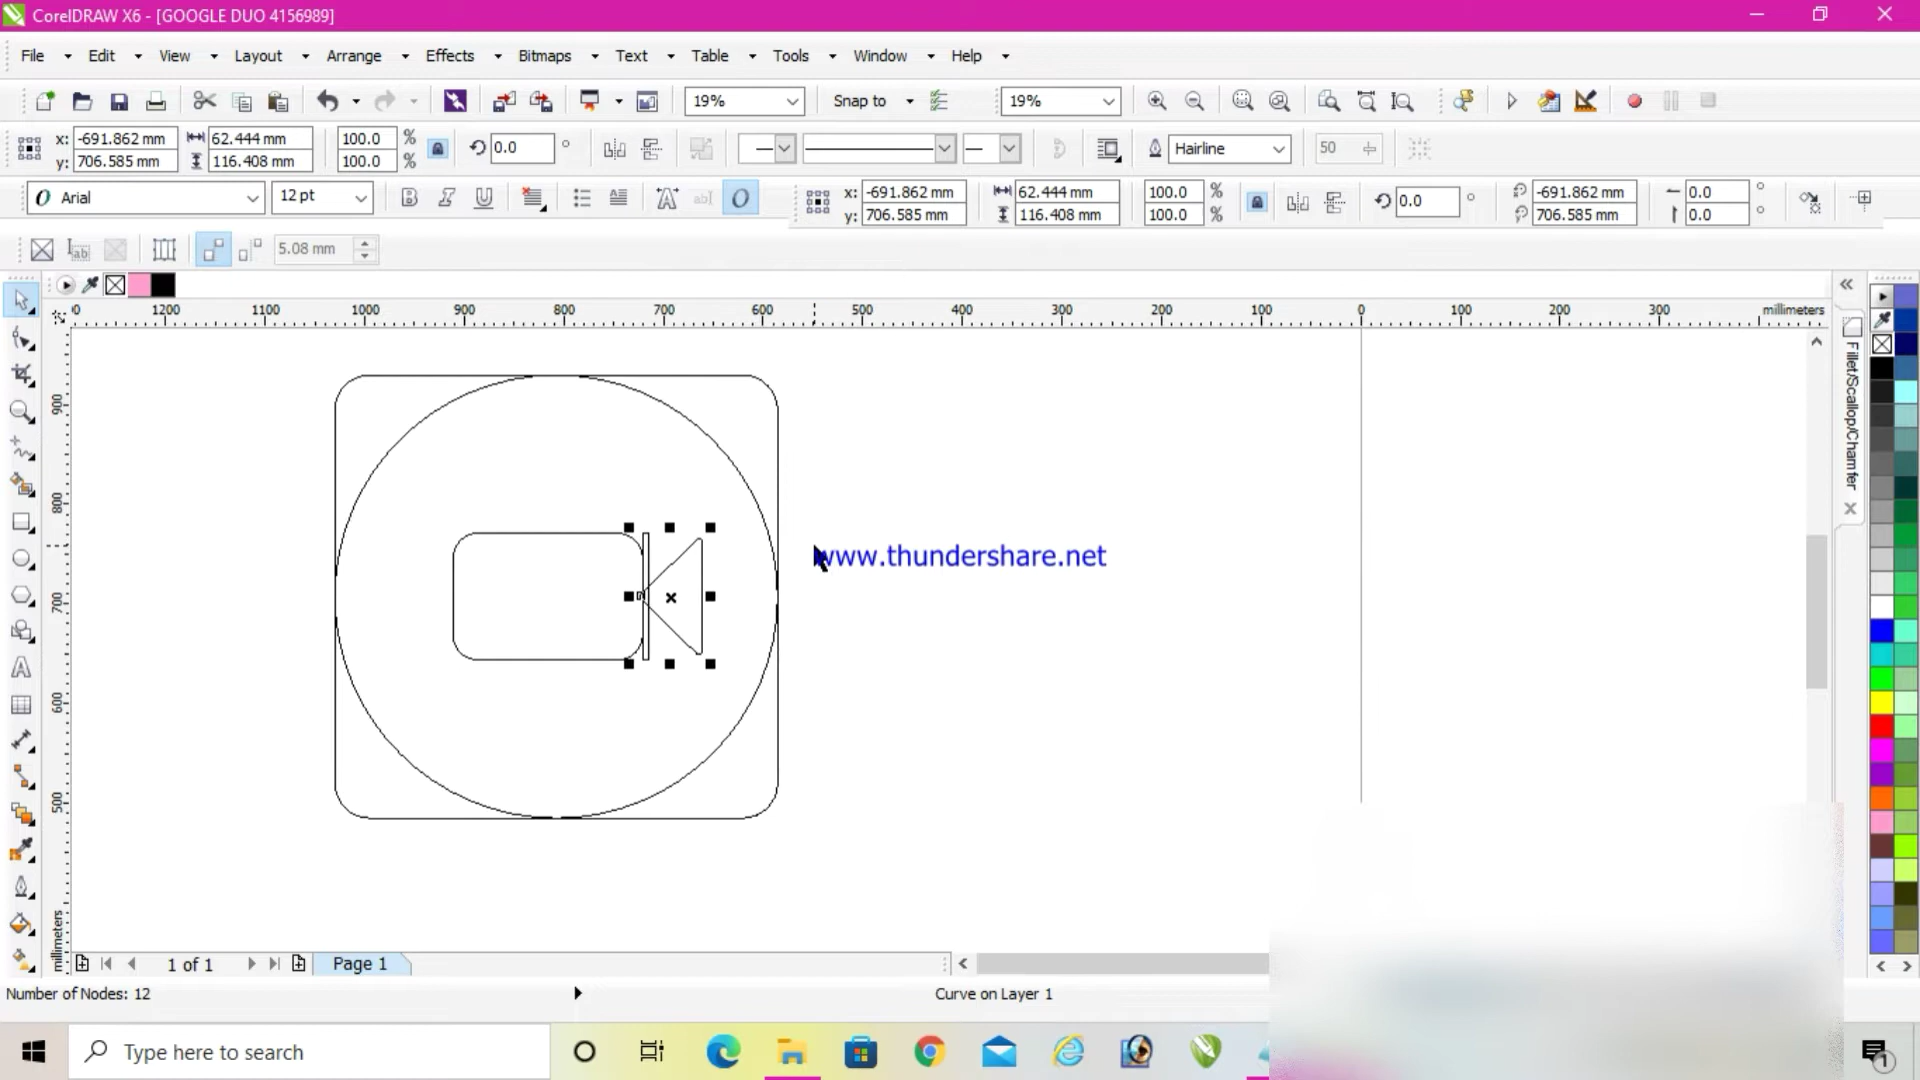 CorelDRAW X6 - [GOOGLE DUO 4156989]
File Edit View Layout Arrange Effects Bitmaps Text Table Tools Window Help
19% Snap to 19%
x: -691.862 mm 62.444 mm 100.0 % 0.0 ° Hairline 50
y: 706.585 mm 116.408 mm 100.0 %
O Arial 12 pt B I U A ab| O x: -691.862 mm 62.444 mm 100.0 % 0.0 ° -691.862 mm 0.0 °
y: 706.585 mm 116.408 mm 100.0 % 706.585 mm 0.0 °
ab 5.08 mm
1200 1100 1000 900 800 700 600 500 400 300 200 100 0 100 200 300 millimeters
Fillet/Scallop/Chamfer
900
800
700
600
500
millimeters
www.thundershare.net
1 of 1 Page 1
Number of Nodes: 12 Curve on Layer 1
Type here to search
1